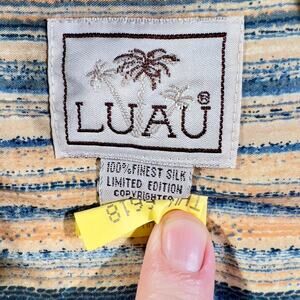 LUAU®
100% FINEST SILK
LIMITED EDITION
COPYRIGHTED